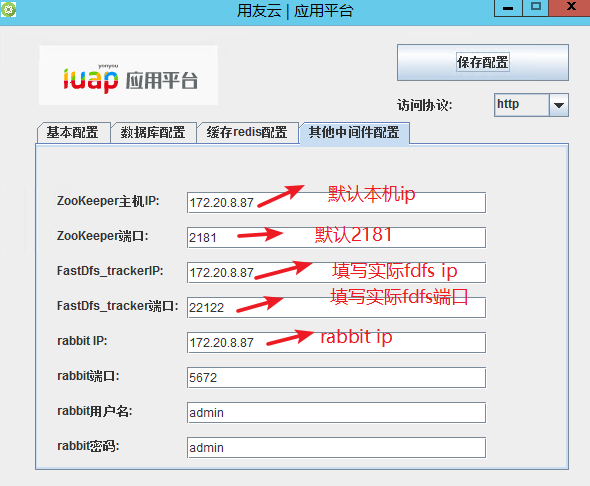 用友云 | 应用平台
yonyou
iuap 应用平台
保存配置
访问协议: http
基本配置 数据库配置 缓存redis配置 其他中间件配置
ZooKeeper主机IP: 172.20.8.87 默认本机ip
ZooKeeper端口: 2181 默认2181
FastDfs_trackerIP: 172.20.8.87 填写实际fdfs ip
FastDfs_tracker端口: 22122 填写实际fdfs端口
rabbit IP: 172.20.8.87 rabbit ip
rabbit端口: 5672
rabbit用户名: admin
rabbit密码: admin